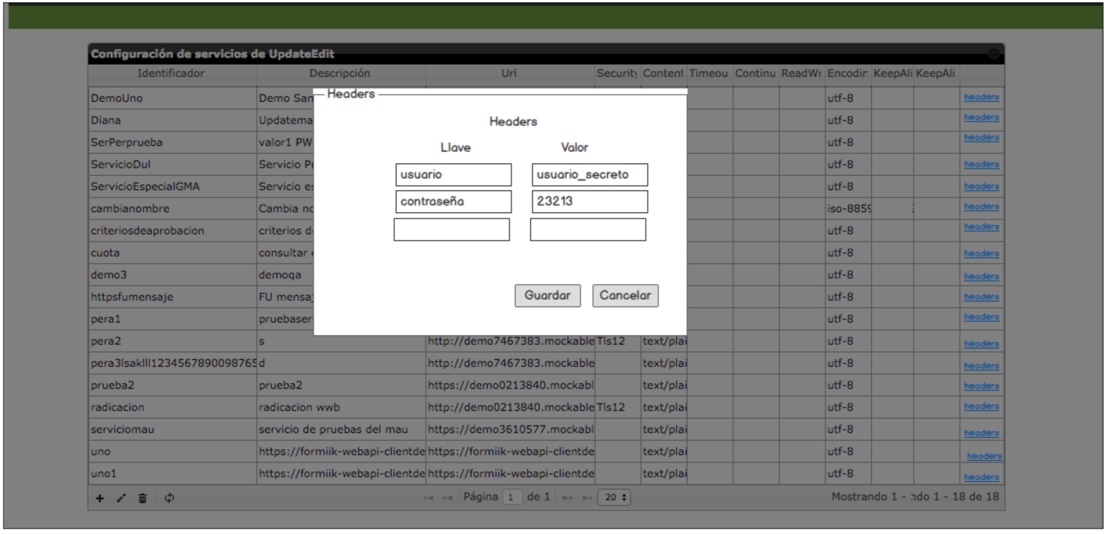 Configuración de servicios de UpdateEdit
Identificador Descripción Url Security Content Timeou Continu ReadWr Encodir KeepAli KeepAli
DemoUno Demo San utf-8 headers
Diana Updatema utf-8 headers
SerPerprueba valor1 PW utf-8 headers
ServicioDul Servicio Pr utf-8 headers
ServicioEspecialGMA Servicio es utf-8 headers
cambianombre Cambia no iso-8859 headers
criteriosdeaprobacion criterios d utf-8 headers
cuota consultar utf-8 headers
demo3 demoqa utf-8 headers
httpsfumensaje FU mensaj utf-8 headers
pera1 pruebaser utf-8 headers
Headers
Headers
Llave Valor
usuario usuario_secreto
contraseña 23213
Guardar Cancelar
pera2 s http://demo7467383.mockable Tls12 text/plai utf-8 headers
pera3lsaklll1234567890098765 d http://demo7467383.mockable text/plai utf-8 headers
prueba2 prueba2 https://demo0213840.mockabl text/plai utf-8 headers
radicacion radicacion wwb http://demo0213840.mockable Tls12 text/plai utf-8 headers
serviciomau servicio de pruebas del mau https://demo3610577.mockabl text/plai utf-8 headers
uno https://formiik-webapi-clientde https://formiik-webapi-clientde text/plai utf-8 headers
uno1 https://formiik-webapi-clientde https://formiik-webapi-clientde text/plai utf-8 headers
Página 1 de 1 20 Mostrando 1 - ndo 1 - 18 de 18